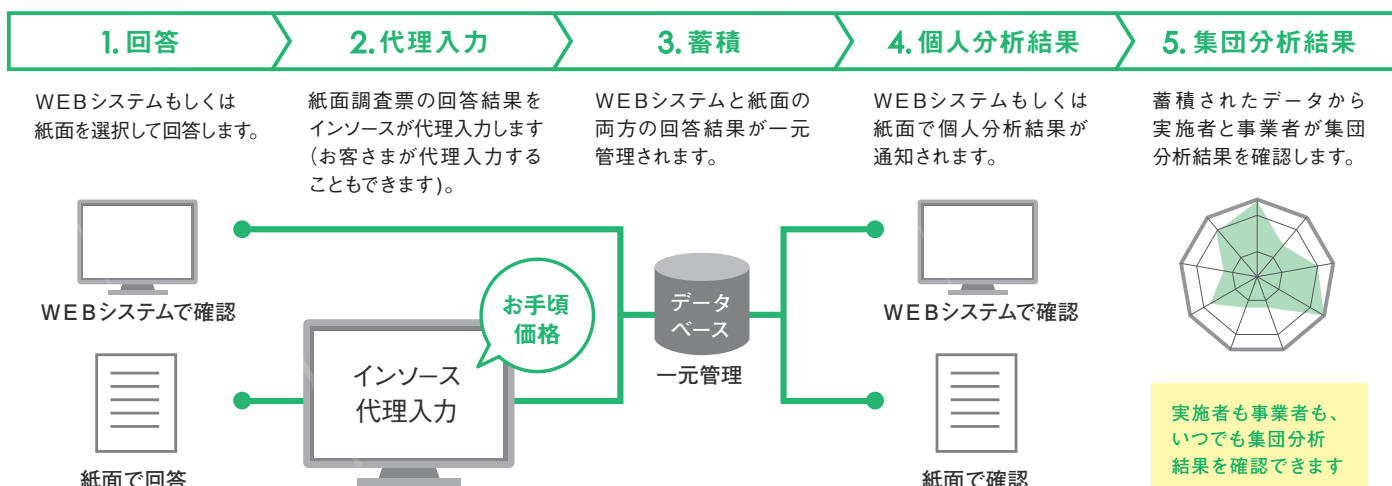 1. 回答
2. 代理入力
3. 蓄積
4. 個人分析結果
5. 集団分析結果
WEBシステムもしくは
紙面を選択して回答します。
紙面調査票の回答結果を
インソースが代理入力します
（お客さまが代理入力する
こともできます）。
WEBシステムと紙面の
両方の回答結果が一元
管理されます。
WEBシステムもしくは
紙面で個人分析結果が
通知されます。
蓄積されたデータから
実施者と事業者が集団
分析結果を確認します。
WEBシステムで確認
紙面で回答
お手頃
価格
インソース
代理入力
データ
ベース
一元管理
WEBシステムで確認
紙面で確認
実施者も事業者も、
いつでも集団分析
結果を確認できます